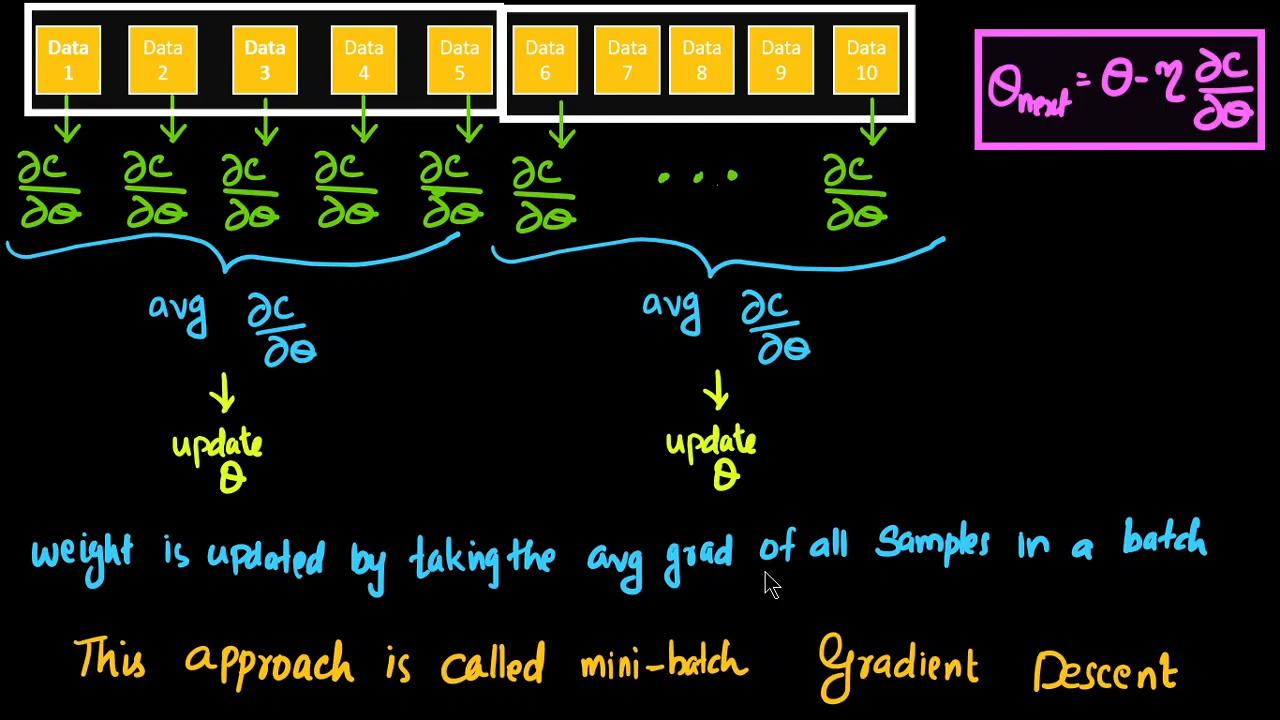 Data 1 Data 2 Data 3 Data 4 Data 5 Data 6 Data 7 Data 8 Data 9 Data 10
θnext = θ - η ∂C/∂θ
∂C/∂θ ∂C/∂θ ∂C/∂θ ∂C/∂θ ∂C/∂θ ∂C/∂θ ... ∂C/∂θ
avg ∂C/∂θ avg ∂C/∂θ
update θ update θ
weight is updated by taking the avg grad of all samples in a batch
This approach is called mini-batch Gradient Descent